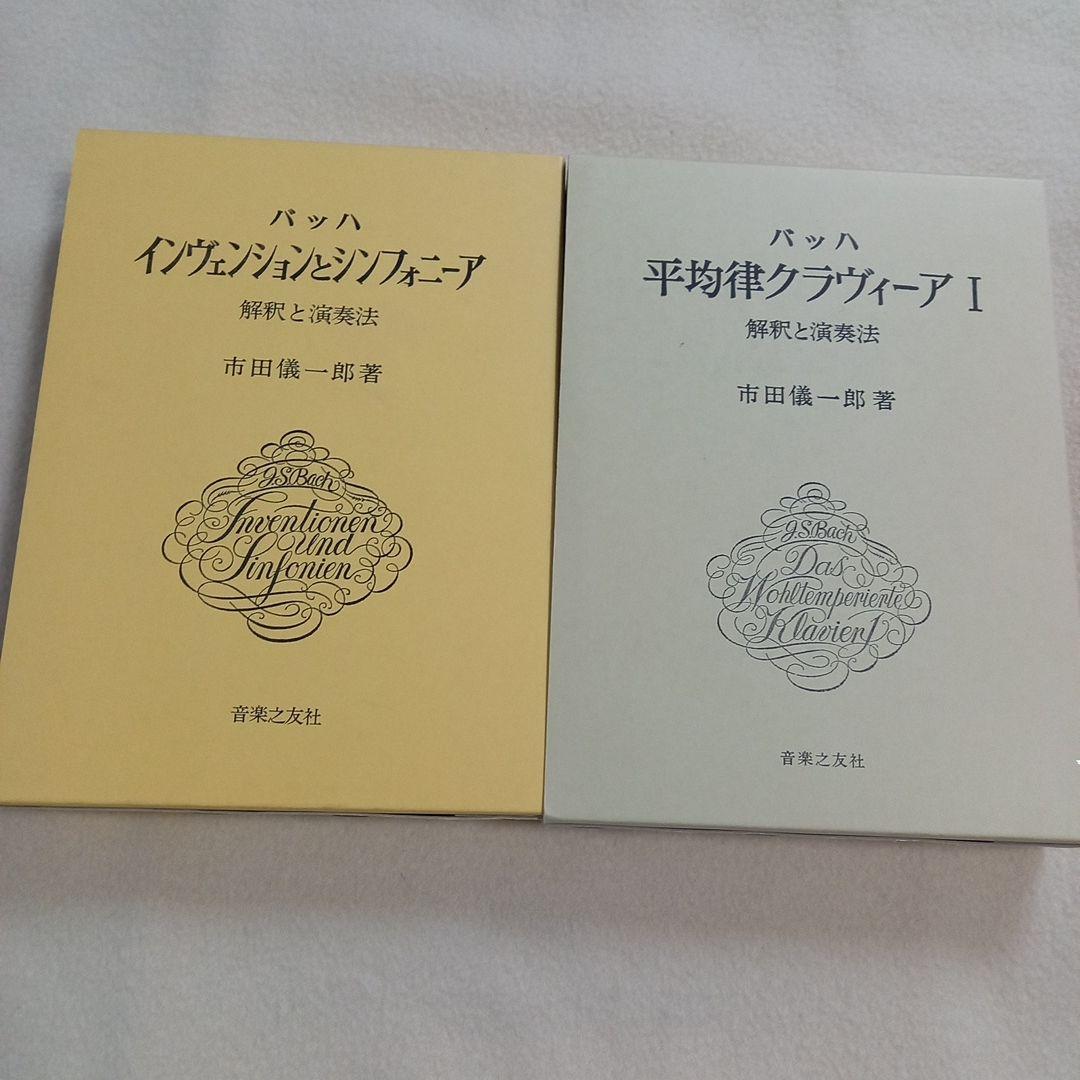 バッハ
インヴェンションとシンフォニーア
解釈と演奏法
市田儀一郎著
J.S.Bach
Inventionen
und
Sinfonien
音楽之友社
バッハ
平均律クラヴィーア I
解釈と演奏法
市田儀一郎著
J.S.Bach
Das
Wohltemperierte
Klavier I
音楽之友社